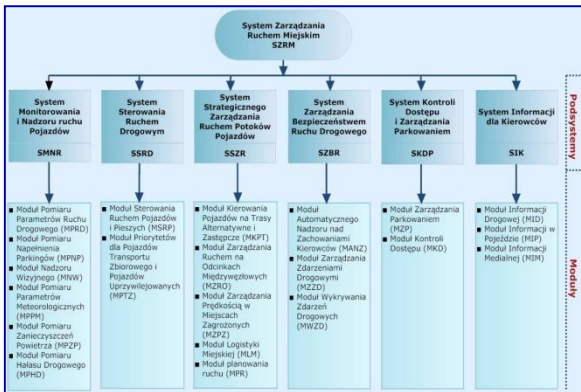 System Zarządzania
Ruchem Miejskim
SZRM
System
Monitorowania
i Nadzoru ruchu
Pojazdów
SMNR
System
Sterowania
Ruchem
Drogowym
SSRD
System
Strategicznego
Zarządzania
Ruchem Potoków
Pojazdów
SSZR
System
Zarządzania
Bezpieczeństwem
Ruchu Drogowego
SZBR
System Kontroli
Dostępu
i Zarządzania
Parkowaniem
SKDP
System Informacji
dla Kierowców
SIK
Podsystemy
■ Moduł Pomiaru
Parametrów Ruchu
Drogowego (MPRD)
■ Moduł Pomiaru
Napełnienia
Parkingów (MPNP)
■ Moduł Nadzoru
Wizyjnego (MNW)
■ Moduł Pomiaru
Parametrów
Meteorologicznych
(MPPM)
■ Moduł Pomiaru
Zanieczyszczeń
Powietrza (MPZP)
■ Moduł Pomiaru
Hałasu Drogowego
(MPHD)
■ Moduł Sterowania
Ruchem Pojazdów
i Pieszych (MSRP)
■ Moduł Priorytetów
dla Pojazdów
Transportu
Zbiorowego i
Pojazdów
Uprzywilejowanych
(MPTZ)
■ Moduł Kierowania
Pojazdów na Trasy
Alternatywne i
Zastępcze (MKPT)
■ Moduł Zarządzania
Ruchem na
Odcinkach
Międzywęzłowych
(MZRO)
■ Moduł Zarządzania
Prędkością w
Miejscach
Zagrożonych
(MZPZ)
■ Moduł Logistyki
Miejskiej (MLM)
■ Moduł planowania
ruchu (MPR)
■ Moduł
Automatycznego
Nadzoru nad
Zachowaniami
Kierowców (MANZ)
■ Moduł Zarządzania
Zdarzeniami
Drogowymi
(MZZD)
■ Moduł Wykrywania
Zdarzeń
Drogowych
(MWZD)
■ Moduł Zarządzania
Parkowaniem
(MZP)
■ Moduł Kontroli
Dostępu (MKD)
■ Moduł Informacji
Drogowej (MID)
■ Moduł Informacji w
Pojeździe (MIP)
■ Moduł Informacji
Medialnej (MIM)
Moduły